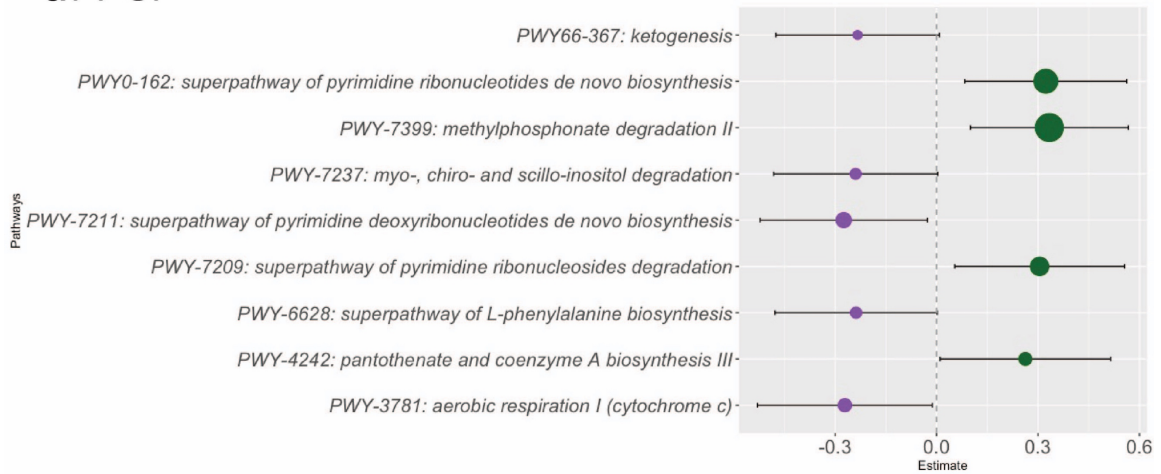 PWY66-367: ketogenesis
PWY0-162: superpathway of pyrimidine ribonucleotides de novo biosynthesis
PWY-7399: methylphosphonate degradation II
PWY-7237: myo-, chiro- and scillo-inositol degradation
PWY-7211: superpathway of pyrimidine deoxyribonucleotides de novo biosynthesis
PWY-7209: superpathway of pyrimidine ribonucleosides degradation
PWY-6628: superpathway of L-phenylalanine biosynthesis
PWY-4242: pantothenate and coenzyme A biosynthesis III
PWY-3781: aerobic respiration I (cytochrome c)
Pathways
-0.3 0.0 0.3 0.6
Estimate